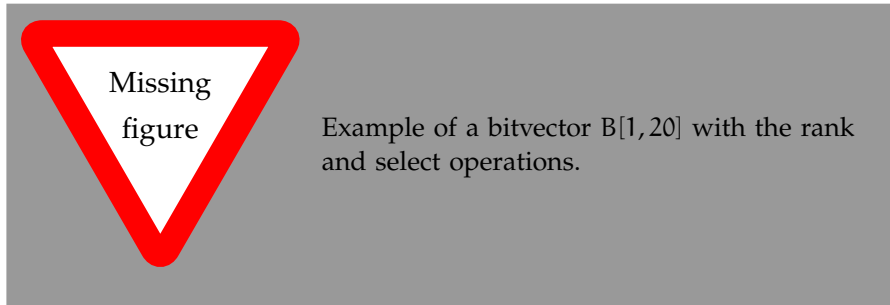 Missing
figure
Example of a bitvector B[1, 20] with the rank
and select operations.